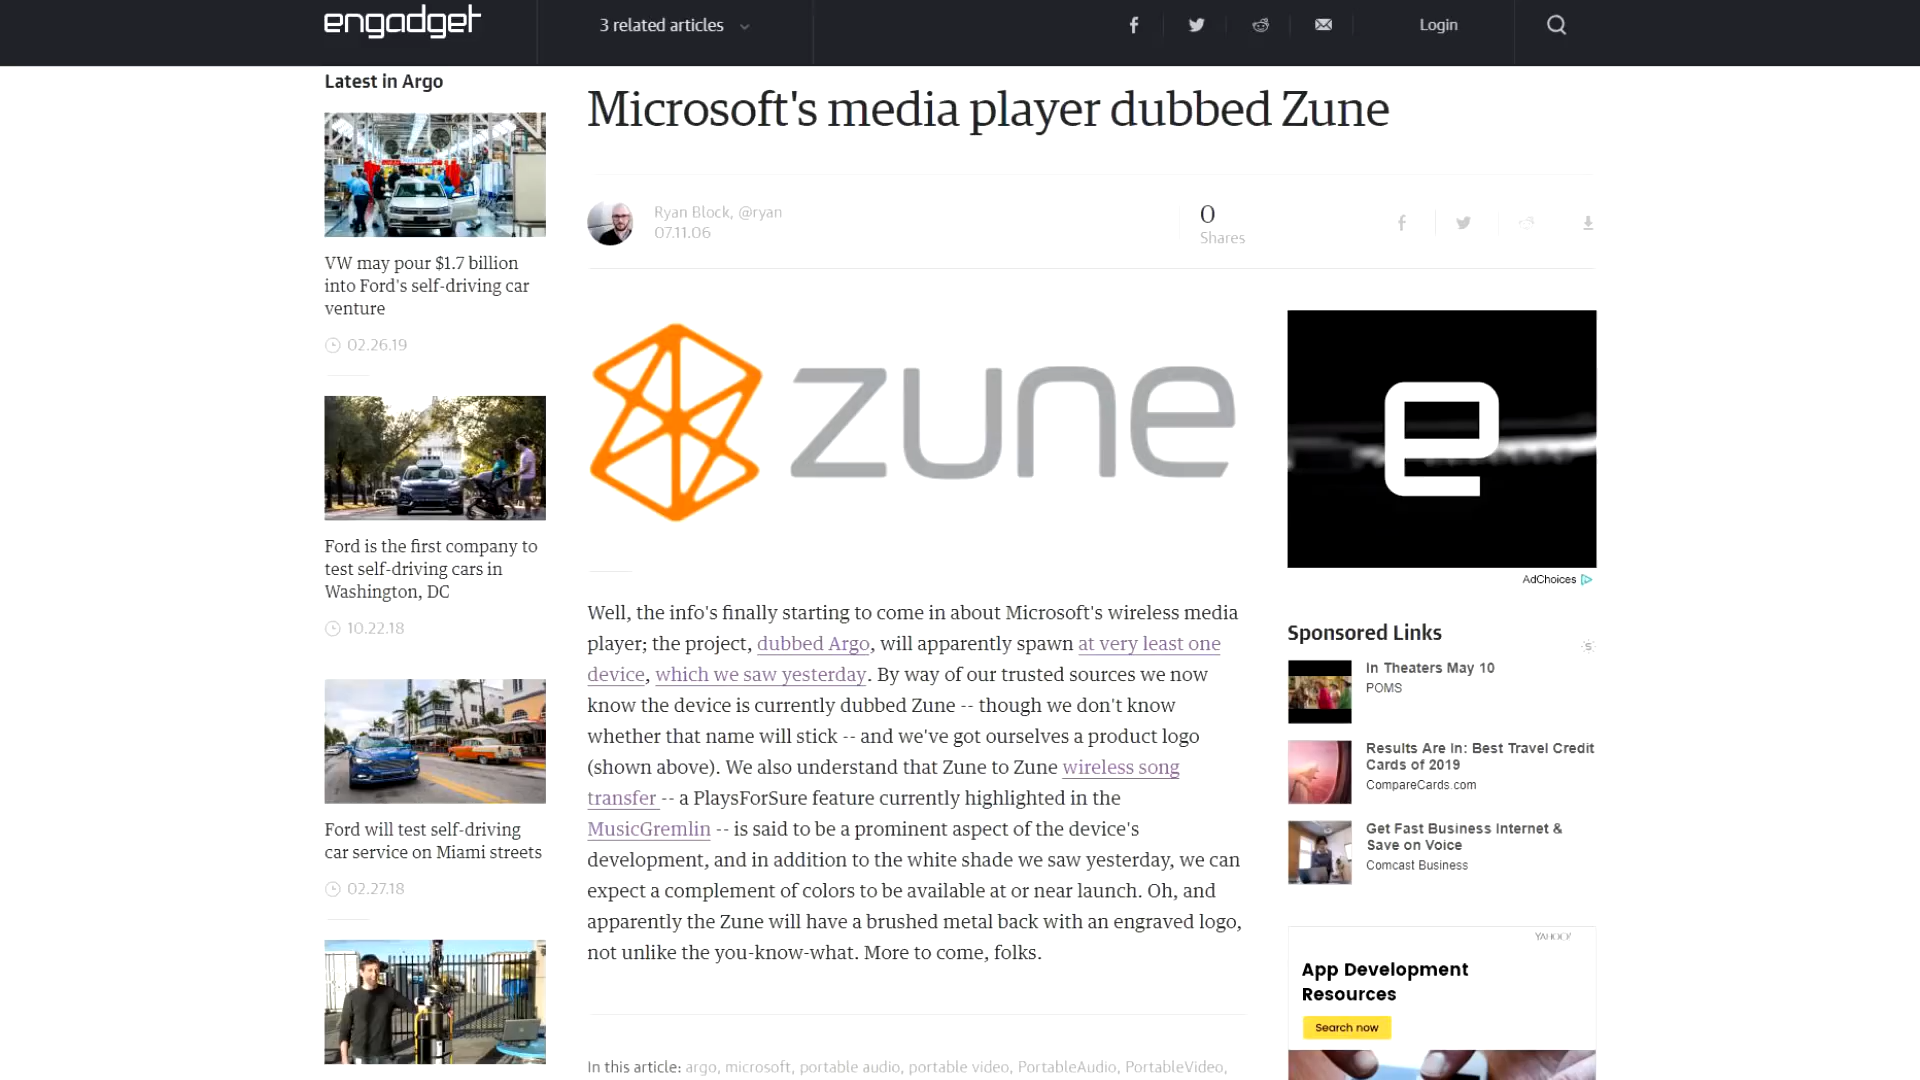 engadget
3 related articles
Login
Latest in Argo
VW may pour $1.7 billion
into Ford's self-driving car
venture
02.26.19
Ford is the first company to
test self-driving cars in
Washington, DC
10.22.18
Ford will test self-driving
car service on Miami streets
02.27.18
Microsoft's media player dubbed Zune
Ryan Block, @ryan
07.11.06
0
Shares
zune
Well, the info's finally starting to come in about Microsoft's wireless media
player; the project, dubbed Argo, will apparently spawn at very least one
device, which we saw yesterday. By way of our trusted sources we now
know the device is currently dubbed Zune -- though we don't know
whether that name will stick -- and we've got ourselves a product logo
(shown above). We also understand that Zune to Zune wireless song
transfer -- a PlaysForSure feature currently highlighted in the
MusicGremlin -- is said to be a prominent aspect of the device's
development, and in addition to the white shade we saw yesterday, we can
expect a complement of colors to be available at or near launch. Oh, and
apparently the Zune will have a brushed metal back with an engraved logo,
not unlike the you-know-what. More to come, folks.
In this article: argo, microsoft, portable audio, portable video, PortableAudio, PortableVideo,
e
AdChoices
Sponsored Links
In Theaters May 10
POMS
Results Are In: Best Travel Credit
Cards of 2019
CompareCards.com
Get Fast Business Internet &
Save on Voice
Comcast Business
YAHOO!
App Development
Resources
Search now